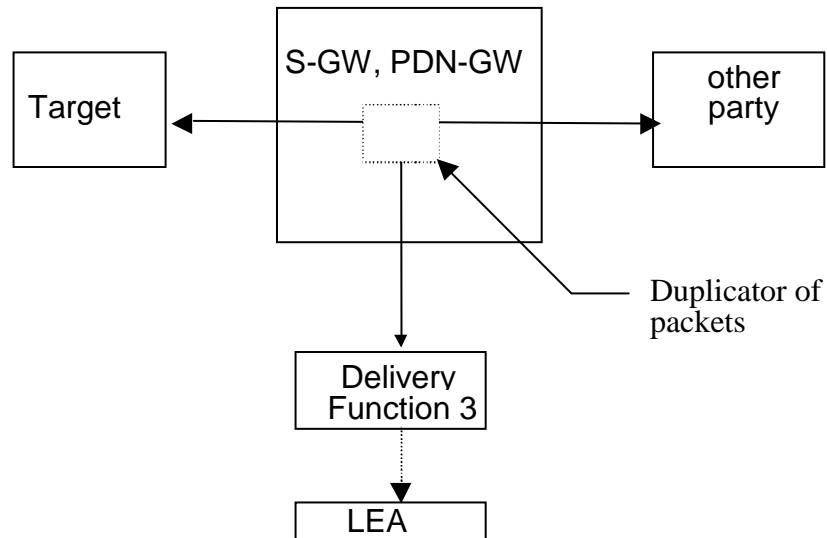 S-GW, PDN-GW
Target
other
party
Duplicator of
packets
Delivery
Function 3
LEA